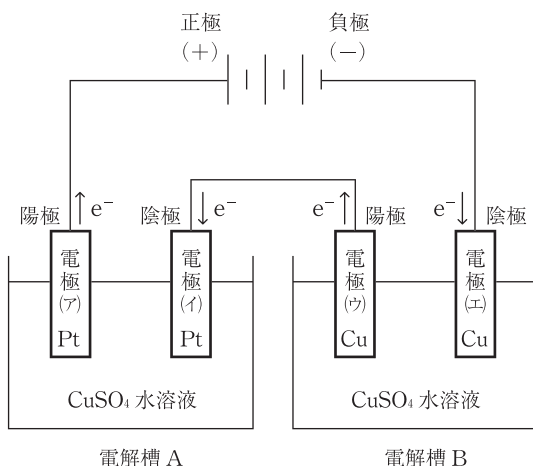 正極
(+)
負極
(−)
陽極
e⁻
陰極
e⁻
e⁻
陽極
e⁻
陰極
電極(ア)
Pt
電極(イ)
Pt
電極(ウ)
Cu
電極(エ)
Cu
CuSO₄ 水溶液
CuSO₄ 水溶液
電解槽 A
電解槽 B